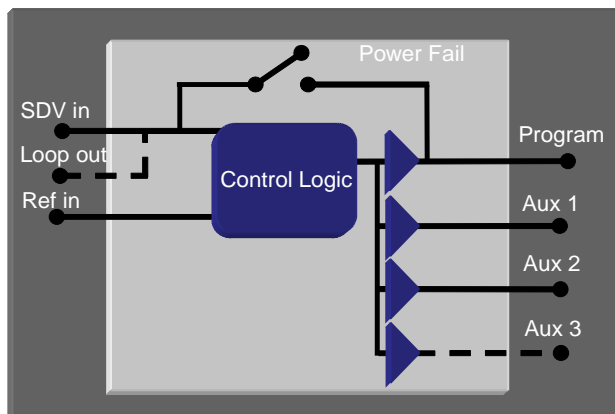 Power Fail
SDV in
Loop out
Ref in
Control Logic
Program
Aux 1
Aux 2
Aux 3